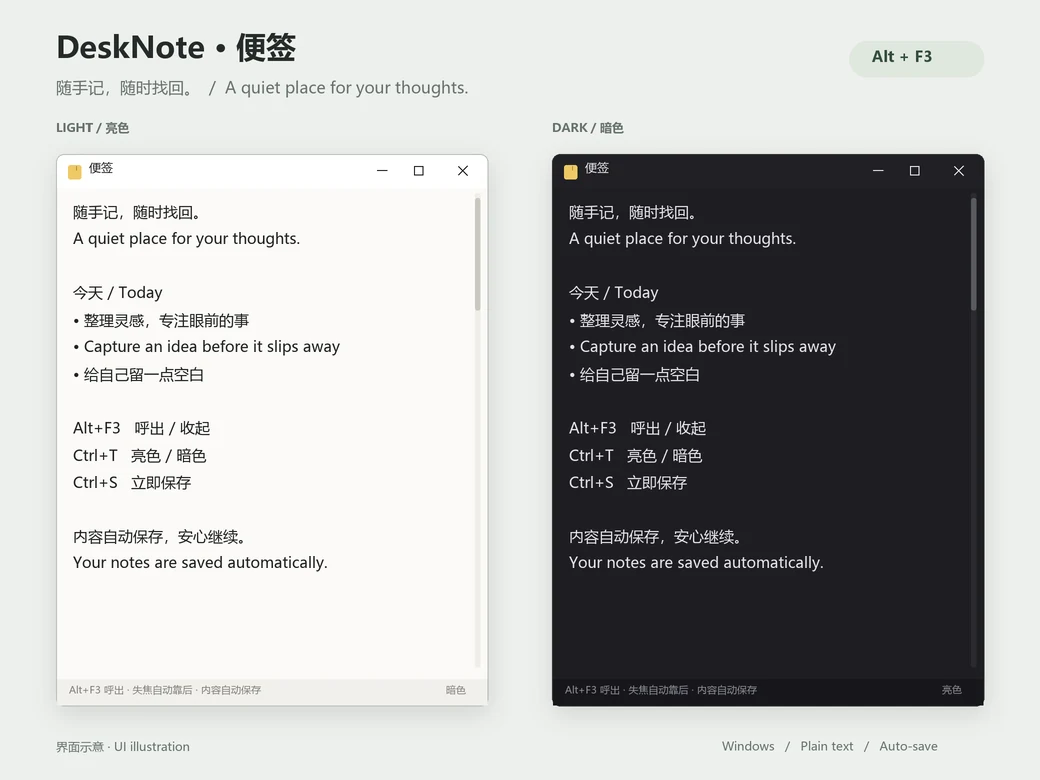 DeskNote • 便签
Alt + F3
随手记，随时找回。 / A quiet place for your thoughts.
LIGHT / 亮色
便签
随手记，随时找回。
A quiet place for your thoughts.
今天 / Today
• 整理灵感，专注眼前的事
• Capture an idea before it slips away
• 给自己留一点空白
Alt+F3 呼出 / 收起
Ctrl+T 亮色 / 暗色
Ctrl+S 立即保存
内容自动保存，安心继续。
Your notes are saved automatically.
Alt+F3 呼出 · 失焦自动靠后 · 内容自动保存
暗色
DARK / 暗色
便签
随手记，随时找回。
A quiet place for your thoughts.
今天 / Today
• 整理灵感，专注眼前的事
• Capture an idea before it slips away
• 给自己留一点空白
Alt+F3 呼出 / 收起
Ctrl+T 亮色 / 暗色
Ctrl+S 立即保存
内容自动保存，安心继续。
Your notes are saved automatically.
Alt+F3 呼出 · 失焦自动靠后 · 内容自动保存
亮色
界面示意 · UI illustration
Windows / Plain text / Auto-save